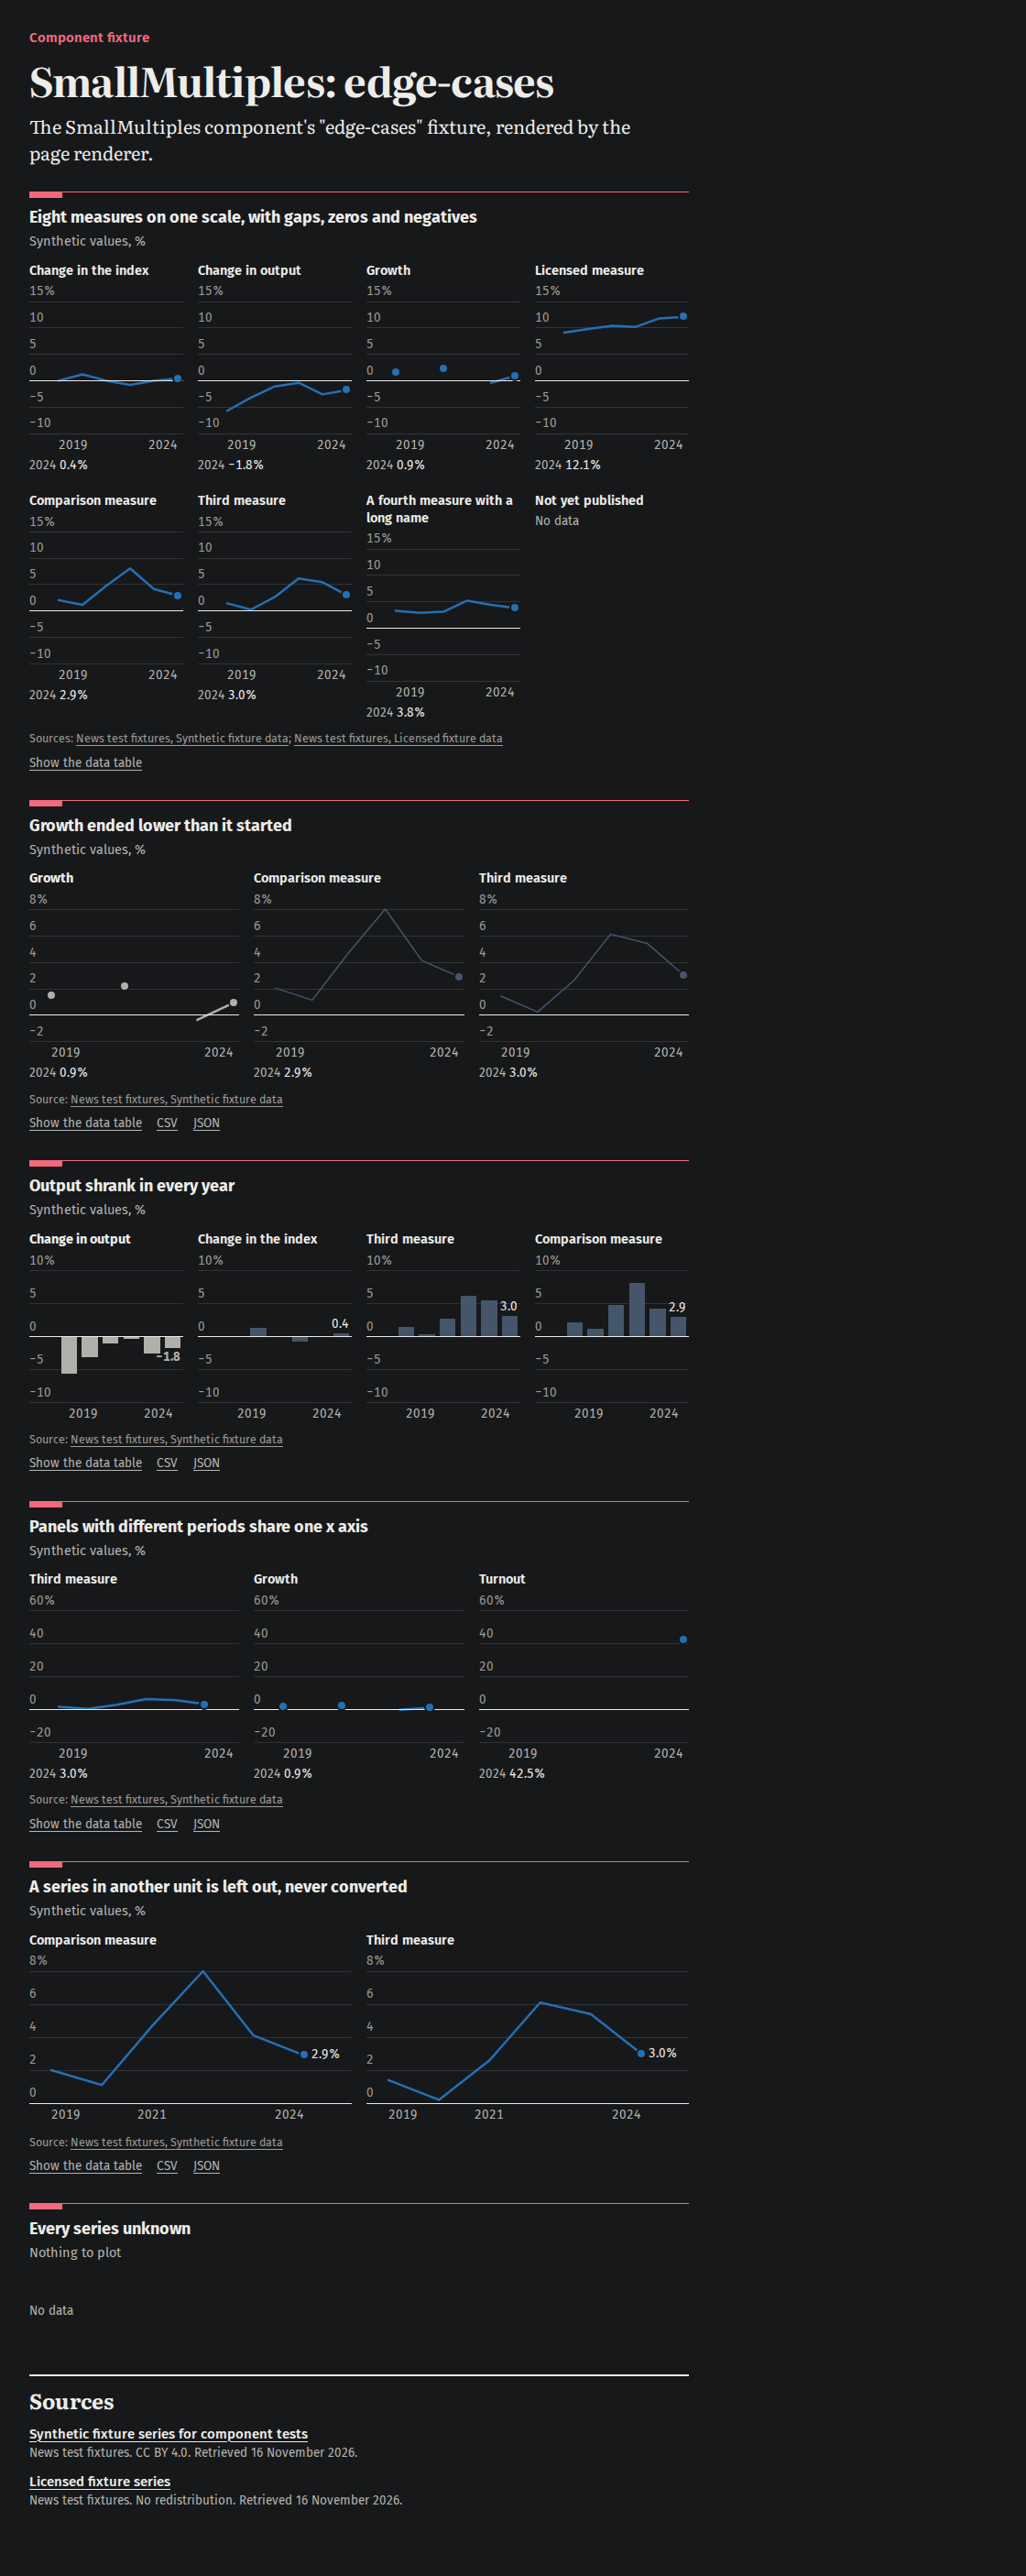 Component fixture
SmallMultiples: edge-cases
The SmallMultiples component's "edge-cases" fixture, rendered by the
page renderer.
Eight measures on one scale, with gaps, zeros and negatives
Synthetic values, %
Change in the index
15%
10
5
0
−5
−10
2019 2024
2024 0.4%
Change in output
15%
10
5
0
−5
−10
2019 2024
2024 −1.8%
Growth
15%
10
5
0
−5
−10
2019 2024
2024 0.9%
Licensed measure
15%
10
5
0
−5
−10
2019 2024
2024 12.1%
Comparison measure
15%
10
5
0
−5
−10
2019 2024
2024 2.9%
Third measure
15%
10
5
0
−5
−10
2019 2024
2024 3.0%
A fourth measure with a
long name
15%
10
5
0
−5
−10
2019 2024
2024 3.8%
Not yet published
No data
Sources: News test fixtures, Synthetic fixture data; News test fixtures, Licensed fixture data
Show the data table
Growth ended lower than it started
Synthetic values, %
Growth
8%
6
4
2
0
−2
2019 2024
2024 0.9%
Comparison measure
8%
6
4
2
0
−2
2019 2024
2024 2.9%
Third measure
8%
6
4
2
0
−2
2019 2024
2024 3.0%
Source: News test fixtures, Synthetic fixture data
Show the data table CSV JSON
Output shrank in every year
Synthetic values, %
Change in output
10%
5
0
−5
−10
−1.8
2019 2024
Change in the index
10%
5
0
−5
−10
0.4
2019 2024
Third measure
10%
5
0
−5
−10
3.0
2019 2024
Comparison measure
10%
5
0
−5
−10
2.9
2019 2024
Source: News test fixtures, Synthetic fixture data
Show the data table CSV JSON
Panels with different periods share one x axis
Synthetic values, %
Third measure
60%
40
20
0
−20
2019 2024
2024 3.0%
Growth
60%
40
20
0
−20
2019 2024
2024 0.9%
Turnout
60%
40
20
0
−20
2019 2024
2024 42.5%
Source: News test fixtures, Synthetic fixture data
Show the data table CSV JSON
A series in another unit is left out, never converted
Synthetic values, %
Comparison measure
8%
6
4
2
0
2.9%
2019 2021 2024
Third measure
8%
6
4
2
0
3.0%
2019 2021 2024
Source: News test fixtures, Synthetic fixture data
Show the data table CSV JSON
Every series unknown
Nothing to plot
No data
Sources
Synthetic fixture series for component tests
News test fixtures. CC BY 4.0. Retrieved 16 November 2026.
Licensed fixture series
News test fixtures. No redistribution. Retrieved 16 November 2026.